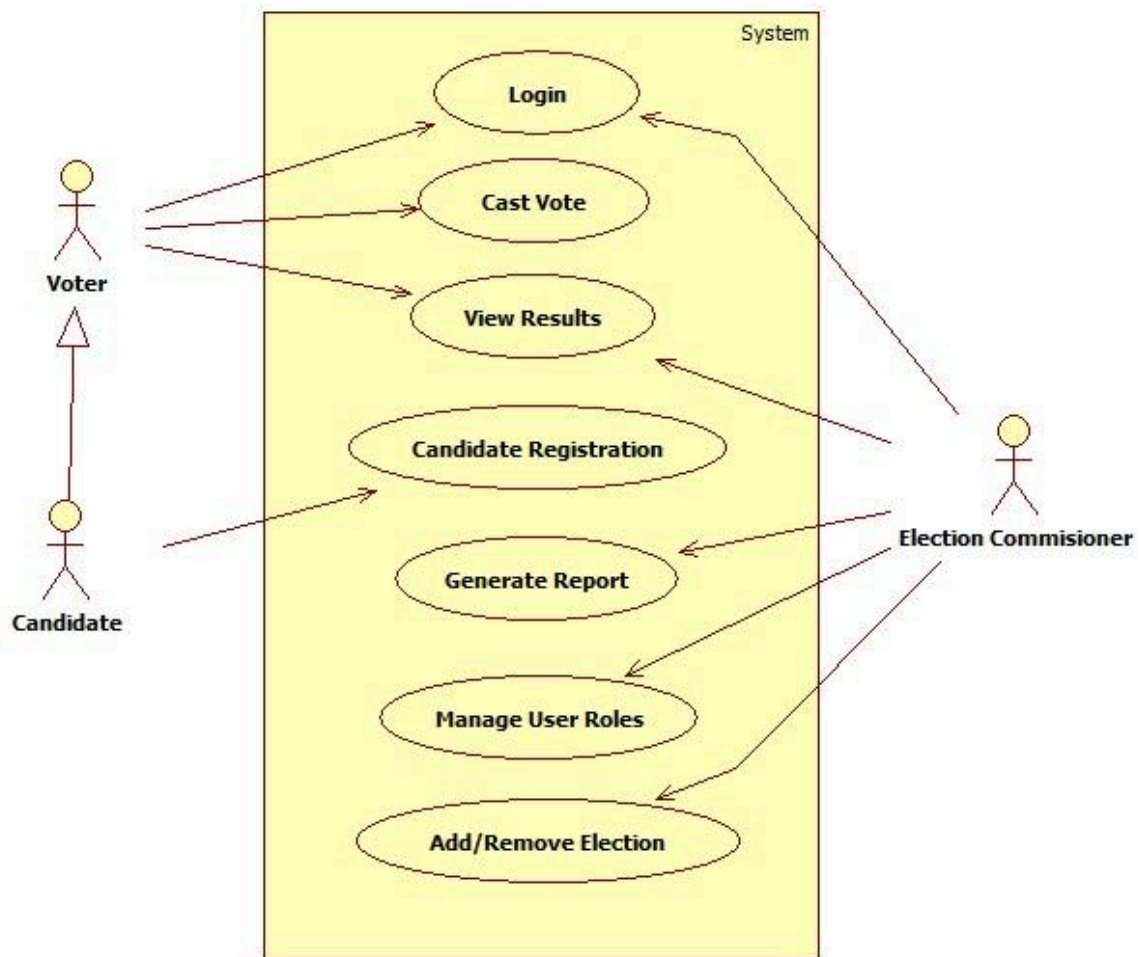 System
Login
Cast Vote
Voter
View Results
Candidate Registration
Election Commisioner
Generate Report
Candidate
Manage User Roles
Add/Remove Election